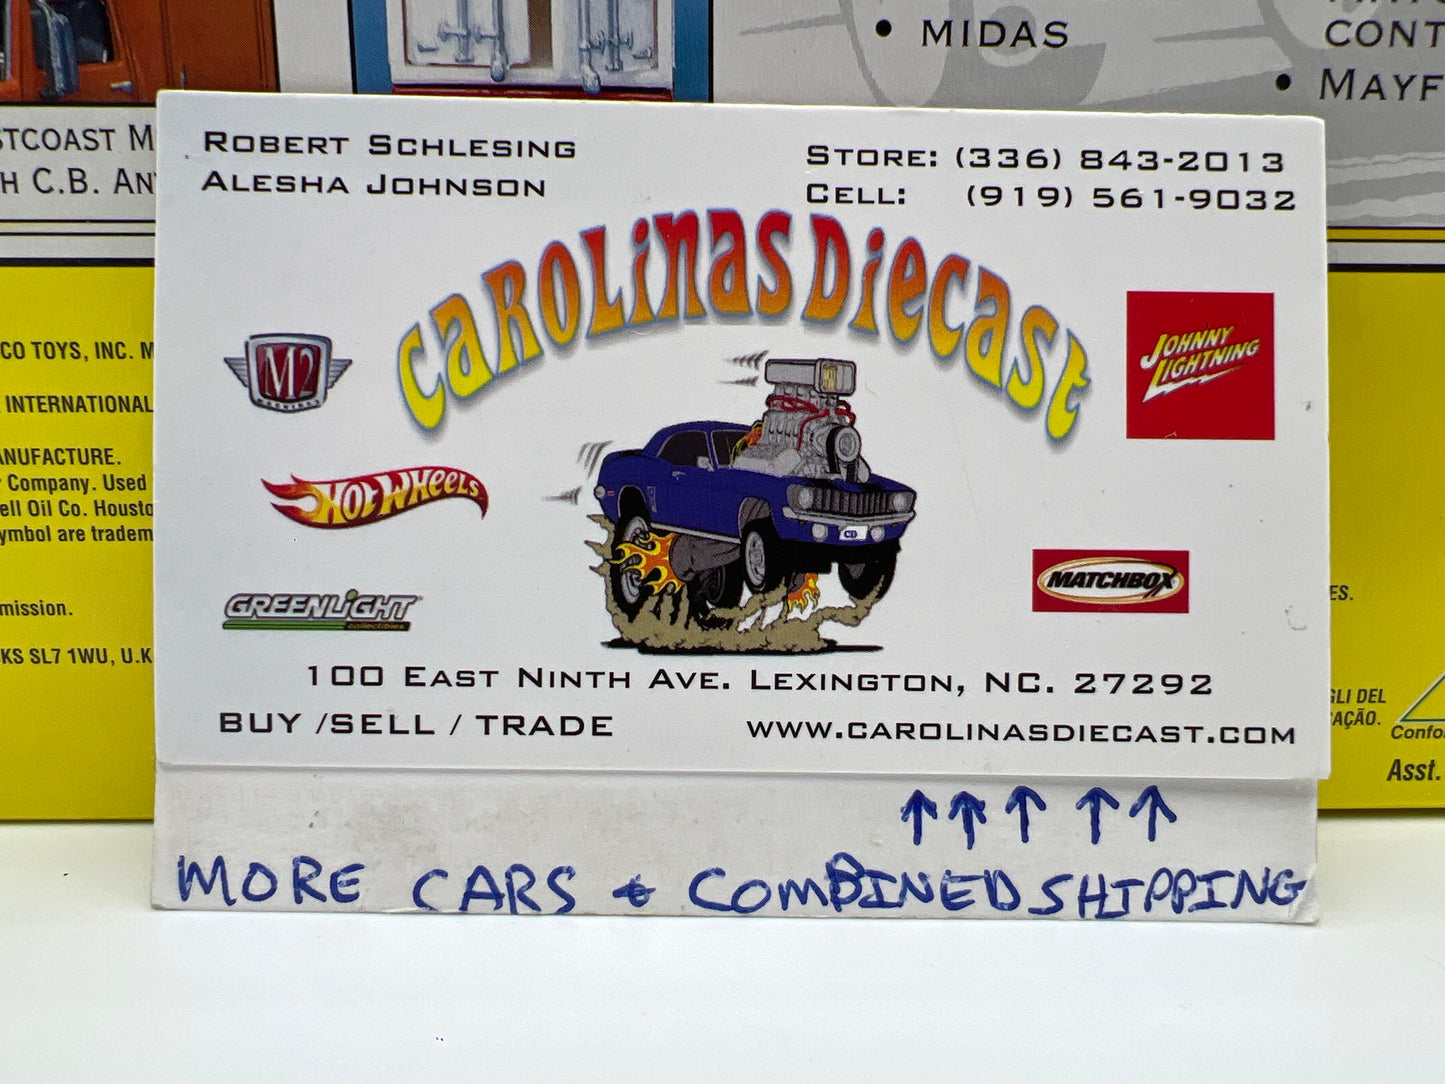 • MIDAS
CONT
• MAYF
STCOAST M
H C.B. AN
ROBERT SCHLESING
ALESHA JOHNSON
STORE: (336) 843-2013
CELL: (919) 561-9032
CAROLINAS DIECAST
M2
MACHINES
JOHNNY
LIGHTNING
HOT WHEELS
MATCHBOX
GREENLIGHT
collectibles
CD
100 EAST NINTH AVE. LEXINGTON, NC. 27292
BUY /SELL / TRADE
WWW.CAROLINASDIECAST.COM
↑ ↑ ↑ ↑ ↑
MORE CARS & COMBINED SHIPPING
CO TOYS, INC. M
INTERNATIONAL
ANUFACTURE.
Company. Used
ell Oil Co. Housto
ymbol are tradem
mission.
KS SL7 1WU, U.K
ES.
GLI DEL
AÇÃO.
Confo
Asst.